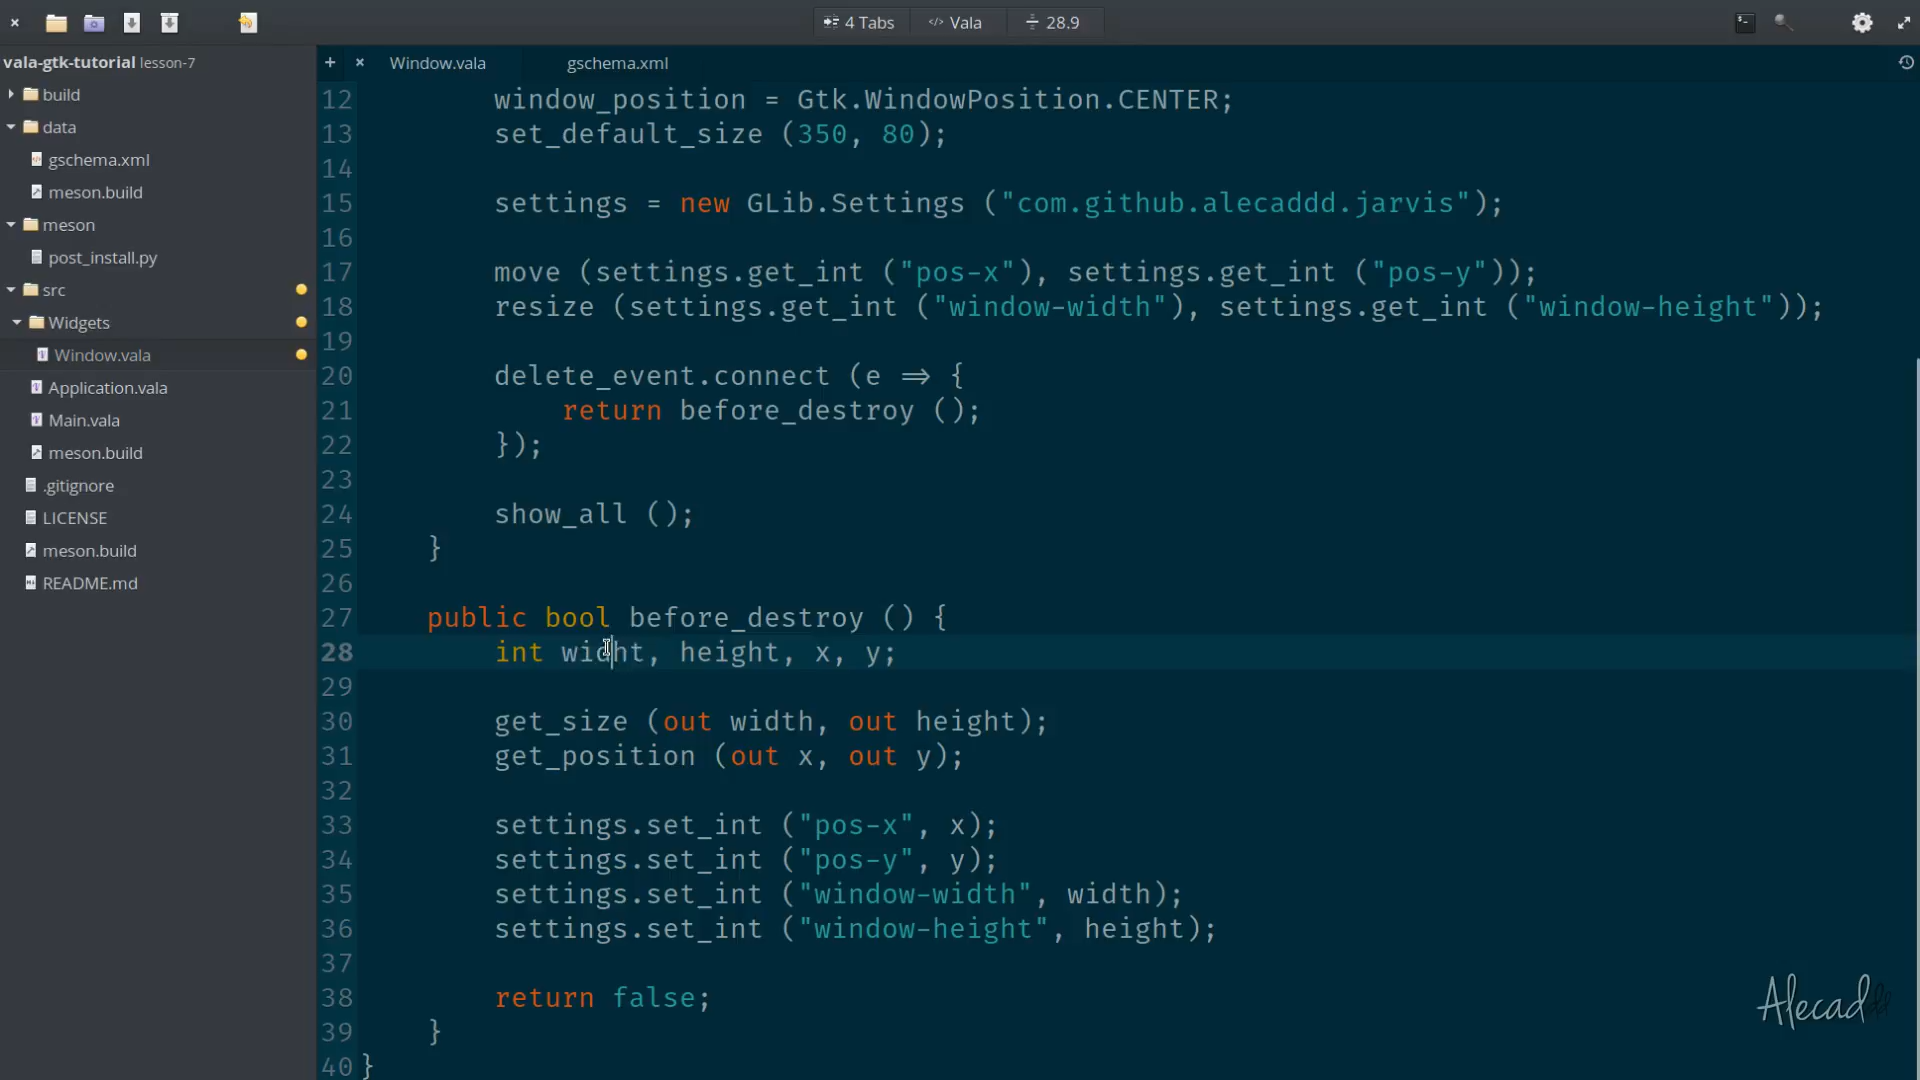 4 Tabs
</> Vala
28.9
vala-gtk-tutorial lesson-7
build
data
gschema.xml
meson.build
meson
post_install.py
src
Widgets
Window.vala
Application.vala
Main.vala
meson.build
.gitignore
LICENSE
meson.build
README.md
+ × Window.vala gschema.xml
12 window_position = Gtk.WindowPosition.CENTER;
13 set_default_size (350, 80);
14
15 settings = new GLib.Settings ("com.github.alecaddd.jarvis");
16
17 move (settings.get_int ("pos-x"), settings.get_int ("pos-y"));
18 resize (settings.get_int ("window-width"), settings.get_int ("window-height"));
19
20 delete_event.connect (e => {
21 return before_destroy ();
22 });
23
24 show_all ();
25 }
26
27 public bool before_destroy () {
28 int widht, height, x, y;
29
30 get_size (out width, out height);
31 get_position (out x, out y);
32
33 settings.set_int ("pos-x", x);
34 settings.set_int ("pos-y", y);
35 settings.set_int ("window-width", width);
36 settings.set_int ("window-height", height);
37
38 return false;
39 }
40 }
Alecaddd